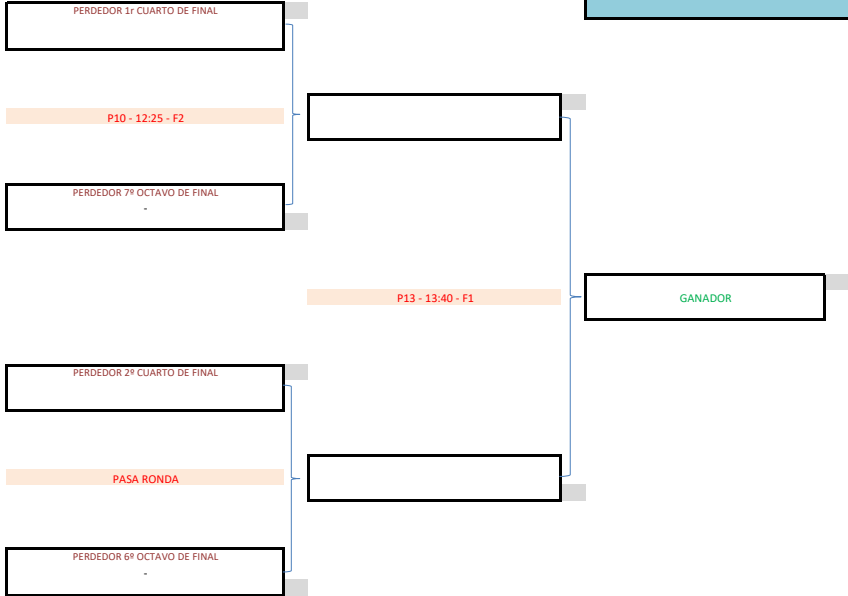 PERDEDOR 1r CUARTO DE FINAL
P10 - 12:25 - F2
PERDEDOR 7º OCTAVO DE FINAL
-
P13 - 13:40 - F1
GANADOR
PERDEDOR 2º CUARTO DE FINAL
PASA RONDA
PERDEDOR 6º OCTAVO DE FINAL
-